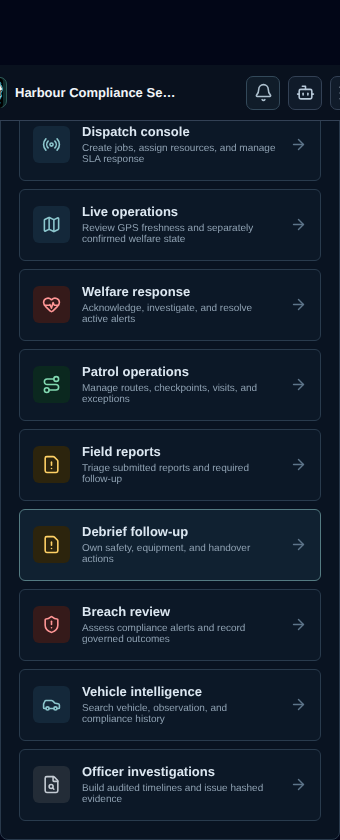 Harbour Compliance Se...
Dispatch console
Create jobs, assign resources, and manage
SLA response
Live operations
Review GPS freshness and separately
confirmed welfare state
Welfare response
Acknowledge, investigate, and resolve
active alerts
Patrol operations
Manage routes, checkpoints, visits, and
exceptions
Field reports
Triage submitted reports and required
follow-up
Debrief follow-up
Own safety, equipment, and handover
actions
Breach review
Assess compliance alerts and record
governed outcomes
Vehicle intelligence
Search vehicle, observation, and
compliance history
Officer investigations
Build audited timelines and issue hashed
evidence